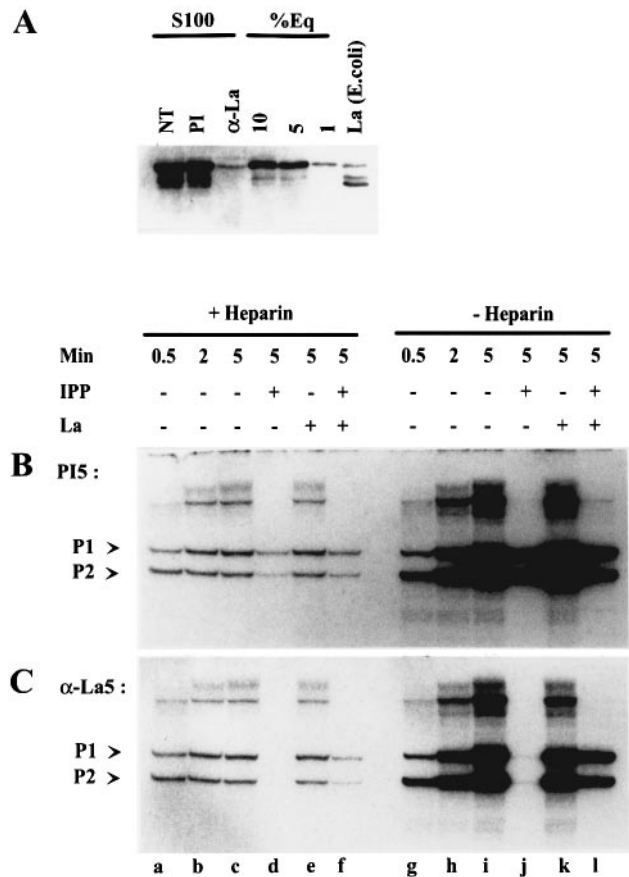 A
S100 %Eq
NT PI α-La 10 5 1 La (E.coli)
+ Heparin - Heparin
Min 0.5 2 5 5 5 5 0.5 2 5 5 5 5
IPP - - - + - + - - - + - +
La - - - - + + - - - - + +
B PI5 :
P1 >
P2 >
C α-La5 :
P1 >
P2 >
a b c d e f g h i j k l